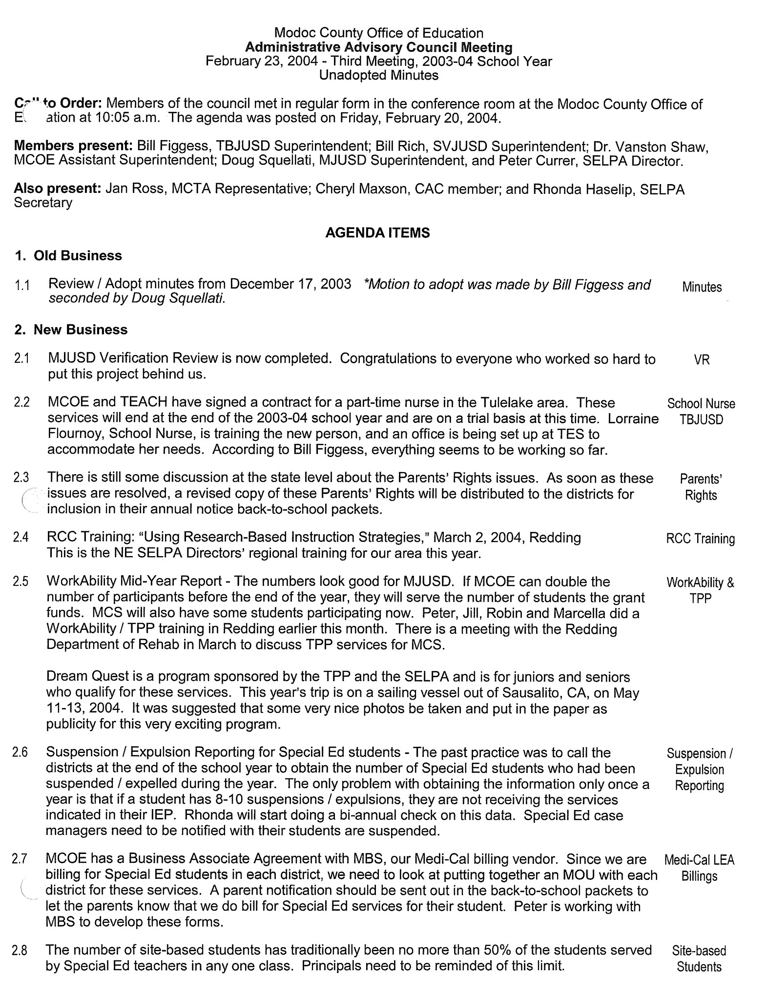 Modoc County Office of Education
Administrative Advisory Council Meeting
February 23, 2004 - Third Meeting, 2003-04 School Year
Unadopted Minutes
to Order: Members of the council met in regular form in the conference room at the Modoc County Office of
ation at 10:05 a.m. The agenda was posted on Friday, February 20, 2004.
Members present: Bill Figgess, TBJUSD Superintendent; Bill Rich, SVJUSD Superintendent; Dr. Vanston Shaw,
MCOE Assistant Superintendent; Doug Squellati, MJUSD Superintendent, and Peter Currer, SELPA Director.
Also present: Jan Ross, MCTA Representative; Cheryl Maxson, CAC member; and Rhonda Haselip, SELPA
Secretary
AGENDA ITEMS
1. Old Business
1.1 Review / Adopt minutes from December 17, 2003 *Motion to adopt was made by Bill Figgess and Minutes
seconded by Doug Squellati.
2. New Business
2.1 MJUSD Verification Review is now completed. Congratulations to everyone who worked so hard to VR
put this project behind us.
2.2 MCOE and TEACH have signed a contract for a part-time nurse in the Tulelake area. These School Nurse
services will end at the end of the 2003-04 school year and are on a trial basis at this time. Lorraine TBJUSD
Flournoy, School Nurse, is training the new person, and an office is being set up at TES to
accommodate her needs. According to Bill Figgess, everything seems to be working so far.
2.3 There is still some discussion at the state level about the Parents' Rights issues. As soon as these Parents'
issues are resolved, a revised copy of these Parents' Rights will be distributed to the districts for Rights
inclusion in their annual notice back-to-school packets.
2.4 RCC Training: "Using Research-Based Instruction Strategies," March 2, 2004, Redding RCC Training
This is the NE SELPA Directors' regional training for our area this year.
2.5 WorkAbility Mid-Year Report - The numbers look good for MJUSD. If MCOE can double the WorkAbility &
number of participants before the end of the year, they will serve the number of students the grant TPP
funds. MCS will also have some students participating now. Peter, Jill, Robin and Marcella did a
WorkAbility / TPP training in Redding earlier this month. There is a meeting with the Redding
Department of Rehab in March to discuss TPP services for MCS.
Dream Quest is a program sponsored by the TPP and the SELPA and is for juniors and seniors
who qualify for these services. This year's trip is on a sailing vessel out of Sausalito, CA, on May
11-13, 2004. It was suggested that some very nice photos be taken and put in the paper as
publicity for this very exciting program.
2.6 Suspension / Expulsion Reporting for Special Ed students - The past practice was to call the Suspension /
districts at the end of the school year to obtain the number of Special Ed students who had been Expulsion
suspended / expelled during the year. The only problem with obtaining the information only once a Reporting
year is that if a student has 8-10 suspensions / expulsions, they are not receiving the services
indicated in their IEP. Rhonda will start doing a bi-annual check on this data. Special Ed case
managers need to be notified with their students are suspended.
2.7 MCOE has a Business Associate Agreement with MBS, our Medi-Cal billing vendor. Since we are Medi-Cal LEA
billing for Special Ed students in each district, we need to look at putting together an MOU with each Billings
district for these services. A parent notification should be sent out in the back-to-school packets to
let the parents know that we do bill for Special Ed services for their student. Peter is working with
MBS to develop these forms.
2.8 The number of site-based students has traditionally been no more than 50% of the students served Site-based
by Special Ed teachers in any one class. Principals need to be reminded of this limit. Students